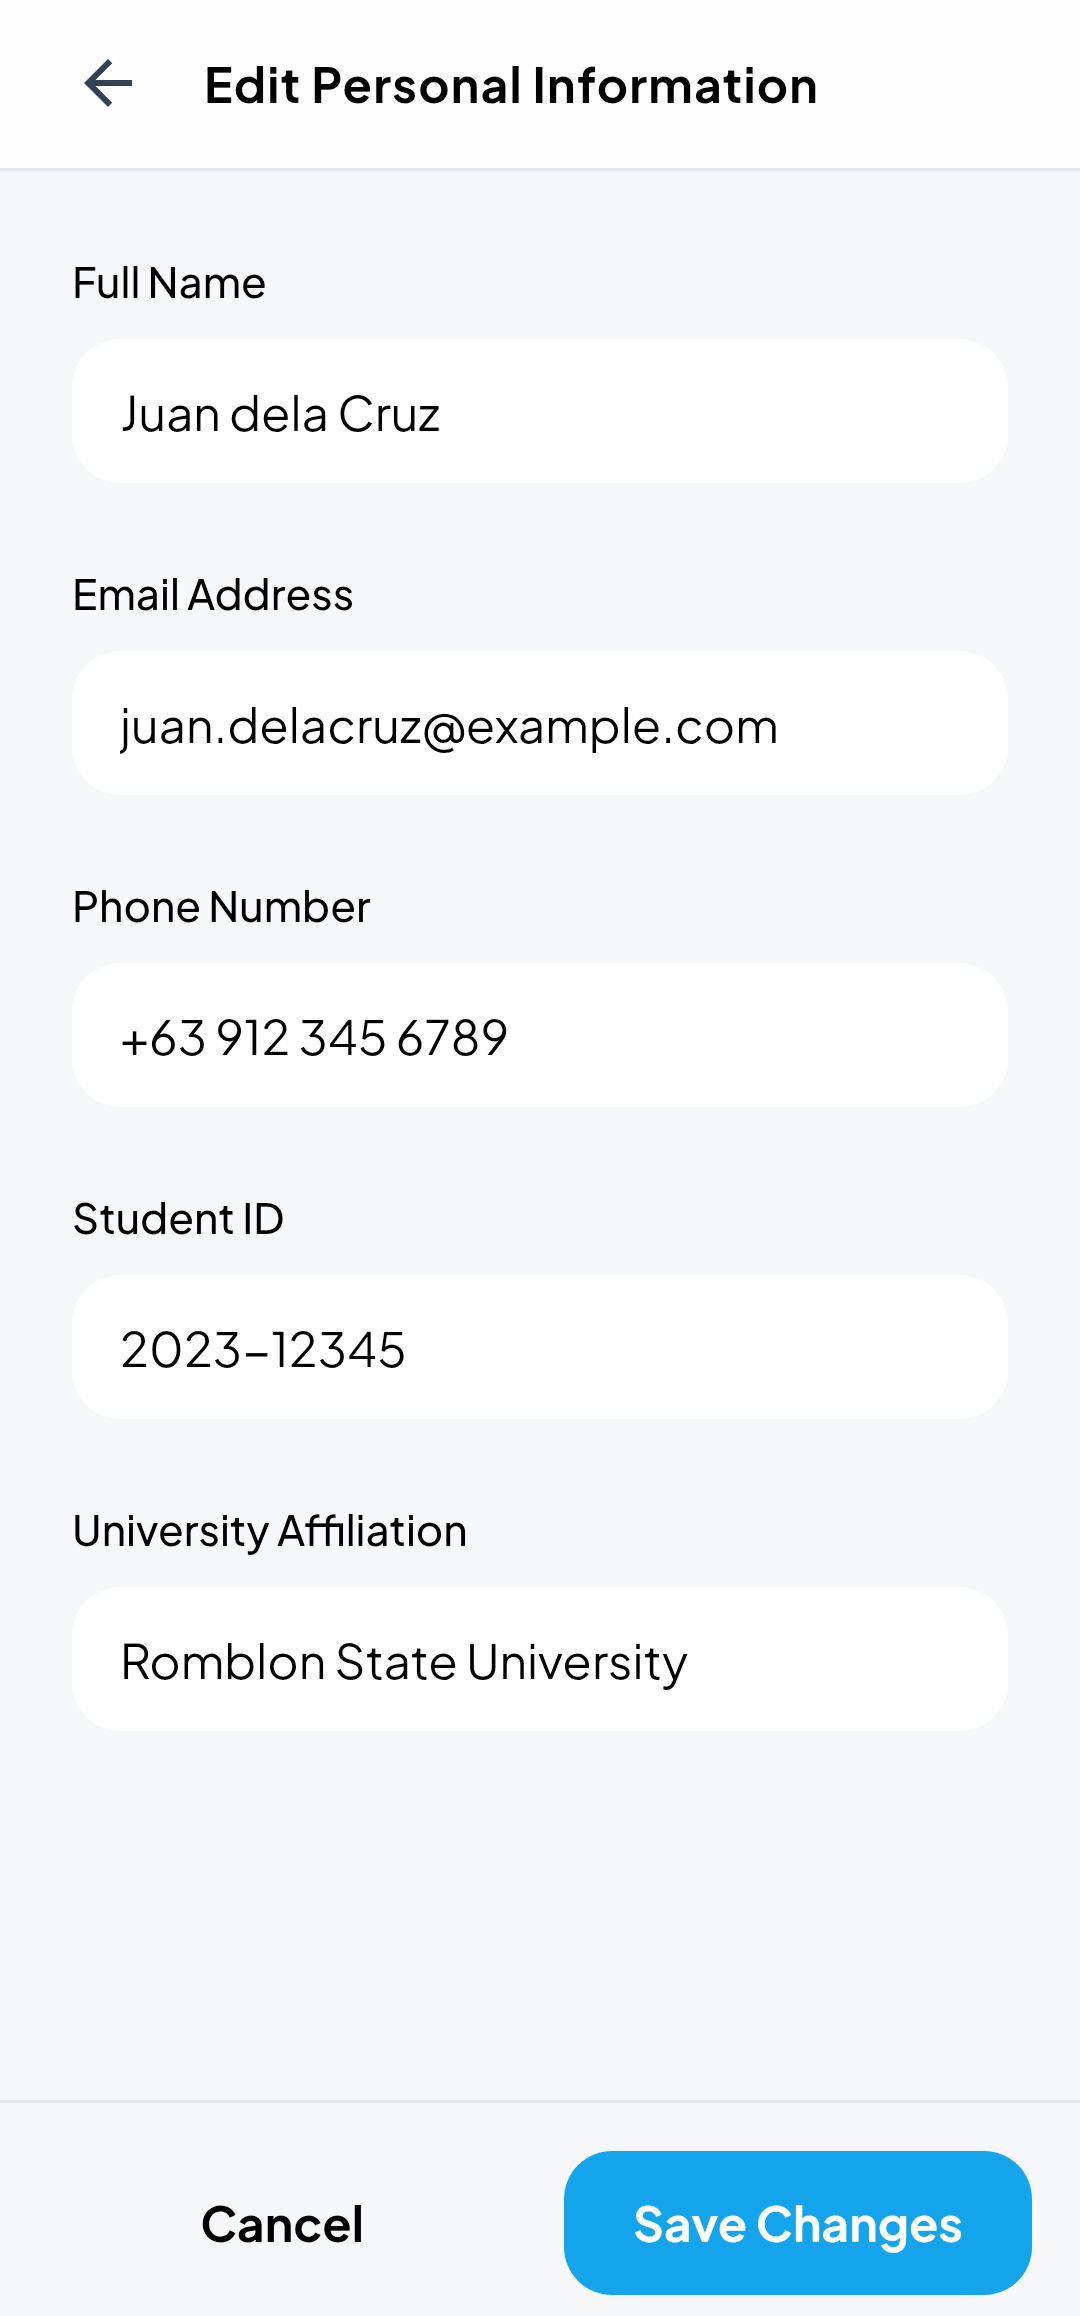 Edit Personal Information
Full Name
Juan dela Cruz
Email Address
juan.delacruz@example.com
Phone Number
+63 912 345 6789
Student ID
2023-12345
University Affiliation
Romblon State University
Cancel
Save Changes